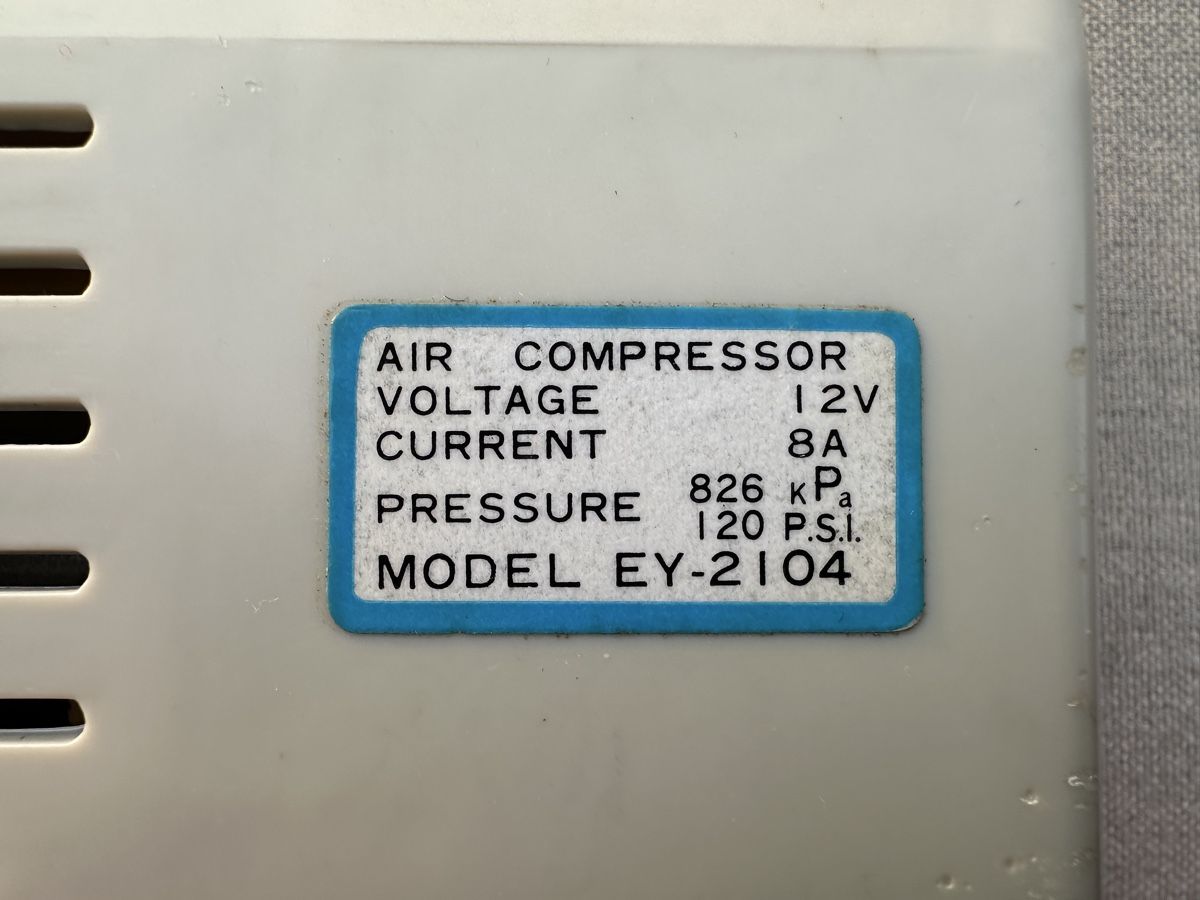 AIR COMPRESSOR
VOLTAGE 12V
CURRENT 8A
PRESSURE 826 KPa
120 P.S.I.
MODEL EY-2104